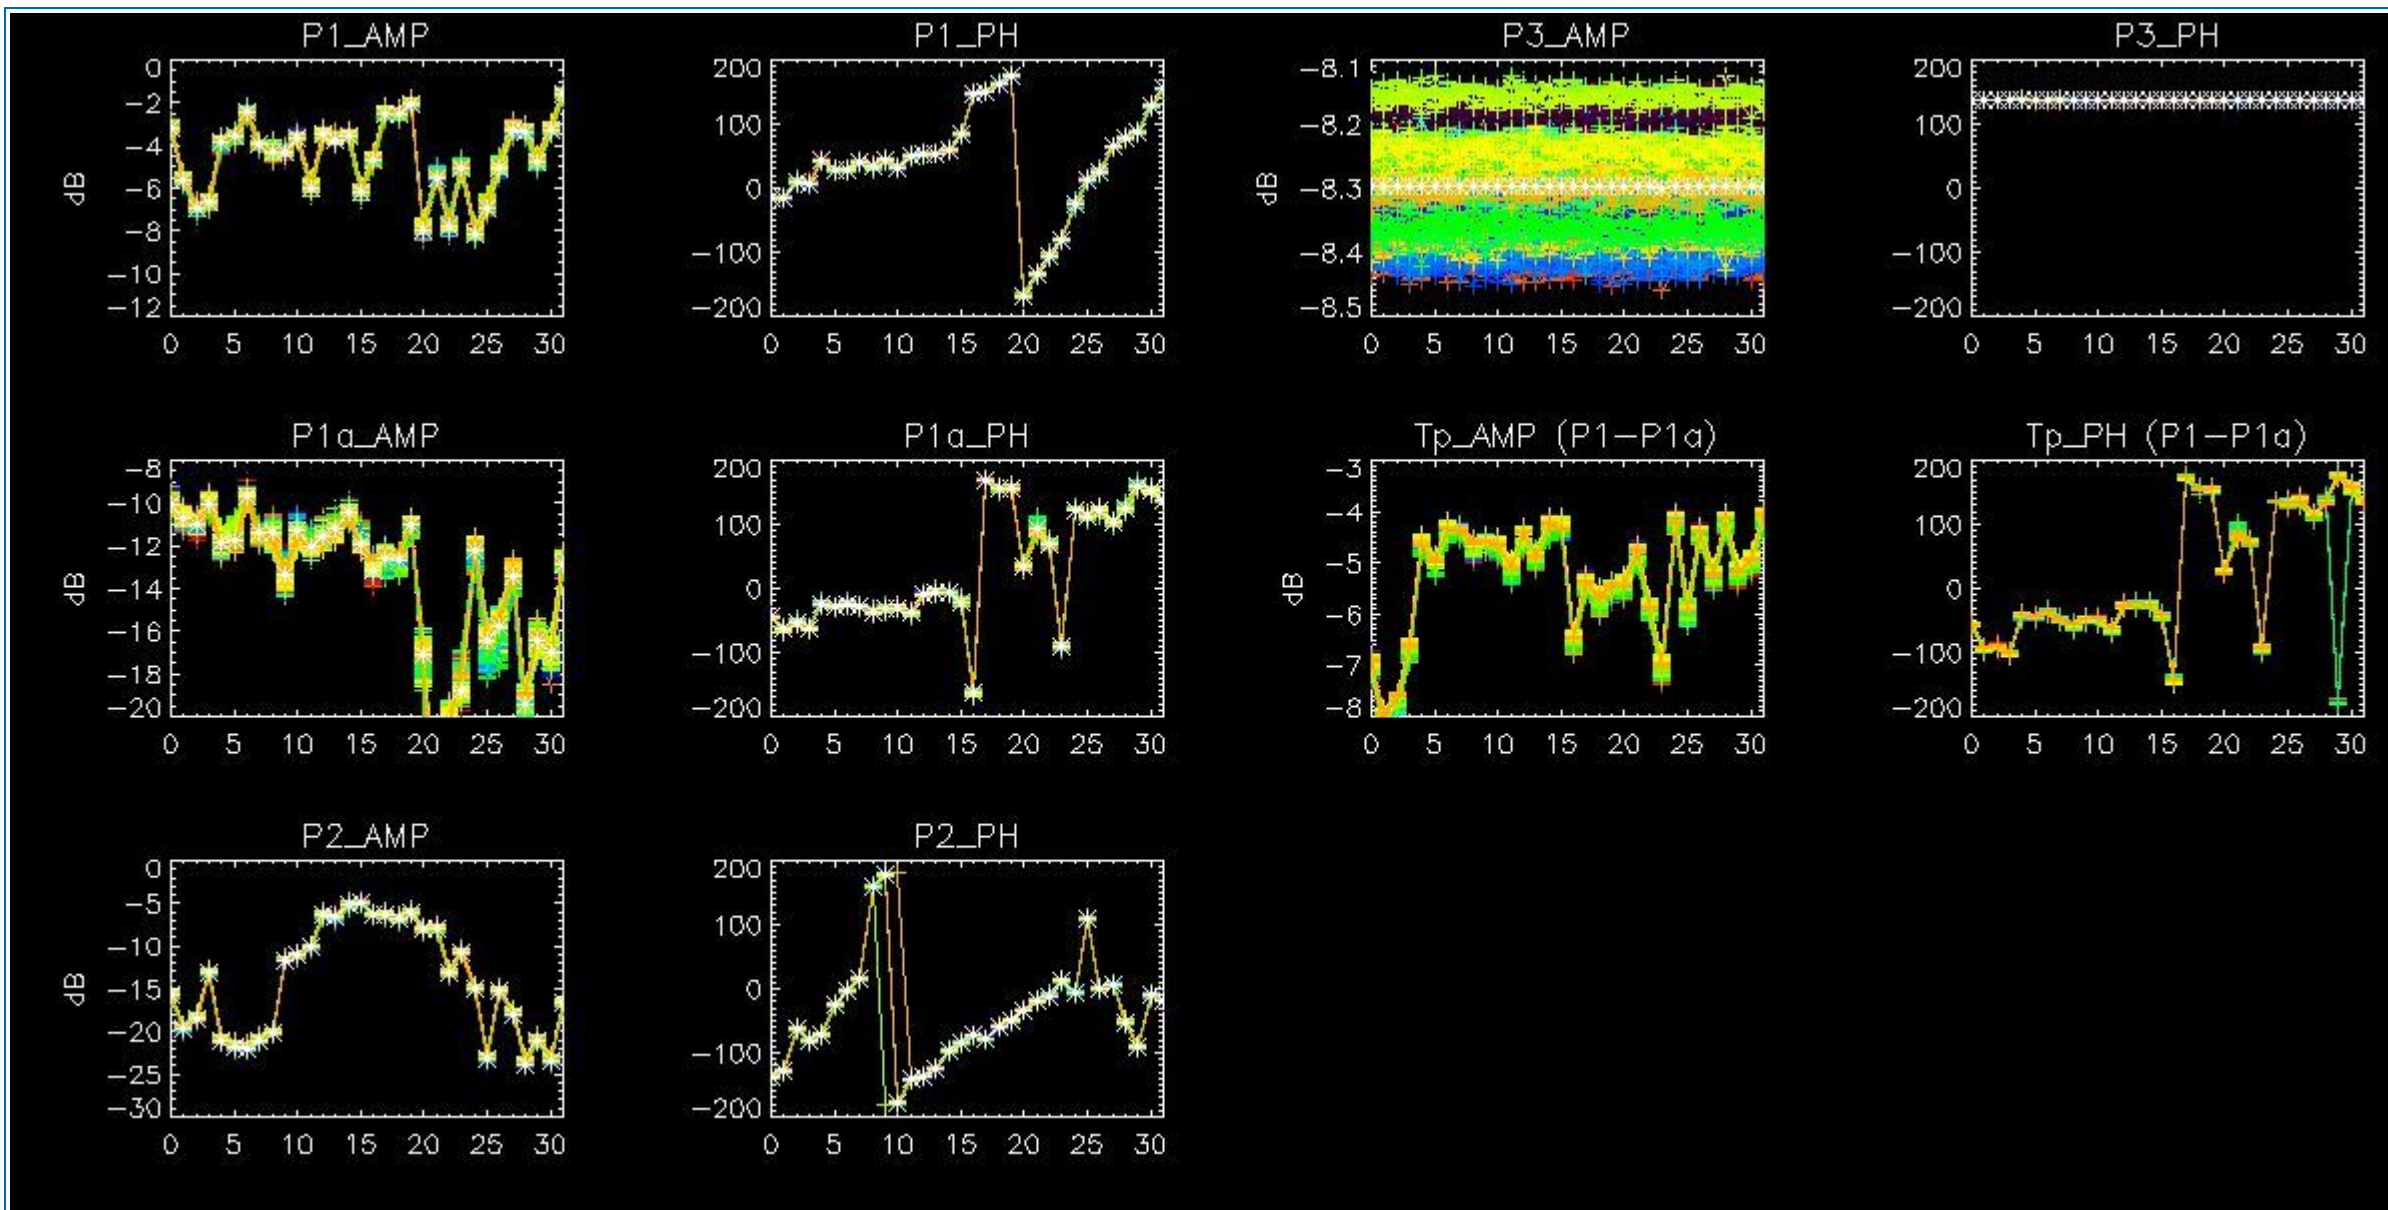 P1_AMP P1_PH P3_AMP P3_PH
0 200 -8.1 200
-2 100 -8.2 100
-4 0 -8.3 0
-6 -100 -8.4 -100
-8 -200 -8.5 -200
-10
-12
dB dB
0 5 10 15 20 25 30 0 5 10 15 20 25 30 0 5 10 15 20 25 30 0 5 10 15 20 25 30
P1a_AMP P1a_PH Tp_AMP (P1-P1a) Tp_PH (P1-P1a)
-8 200 -3 200
-10 100 -4 100
-12 0 -5 0
-14 -100 -6 -100
-16 -200 -7 -200
-18 -8
-20
dB dB
0 5 10 15 20 25 30 0 5 10 15 20 25 30 0 5 10 15 20 25 30 0 5 10 15 20 25 30
P2_AMP P2_PH
0 200
-5 100
-10 0
-15 -100
-20 -200
-25
-30
dB
0 5 10 15 20 25 30 0 5 10 15 20 25 30